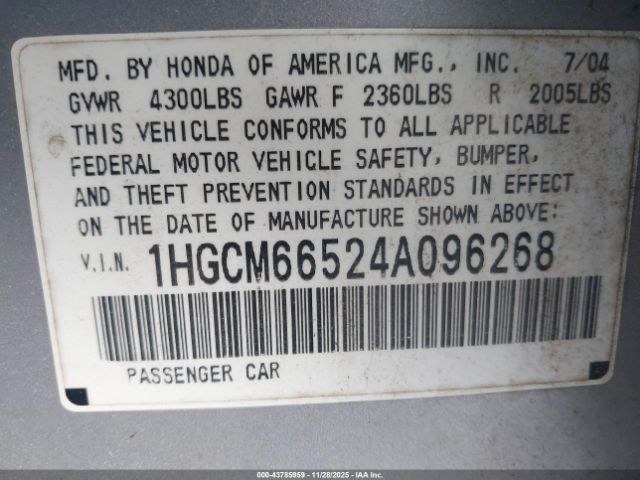 MFD. BY HONDA OF AMERICA MFG., INC. 7/04
GVWR 4300LBS GAWR F 2360LBS R 2005LBS
THIS VEHICLE CONFORMS TO ALL APPLICABLE
FEDERAL MOTOR VEHICLE SAFETY, BUMPER,
AND THEFT PREVENTION STANDARDS IN EFFECT
ON THE DATE OF MANUFACTURE SHOWN ABOVE:
V.I.N. 1HGCM66524A096268
PASSENGER CAR
000-43785959 - 11/28/2025 - IAAI.COM